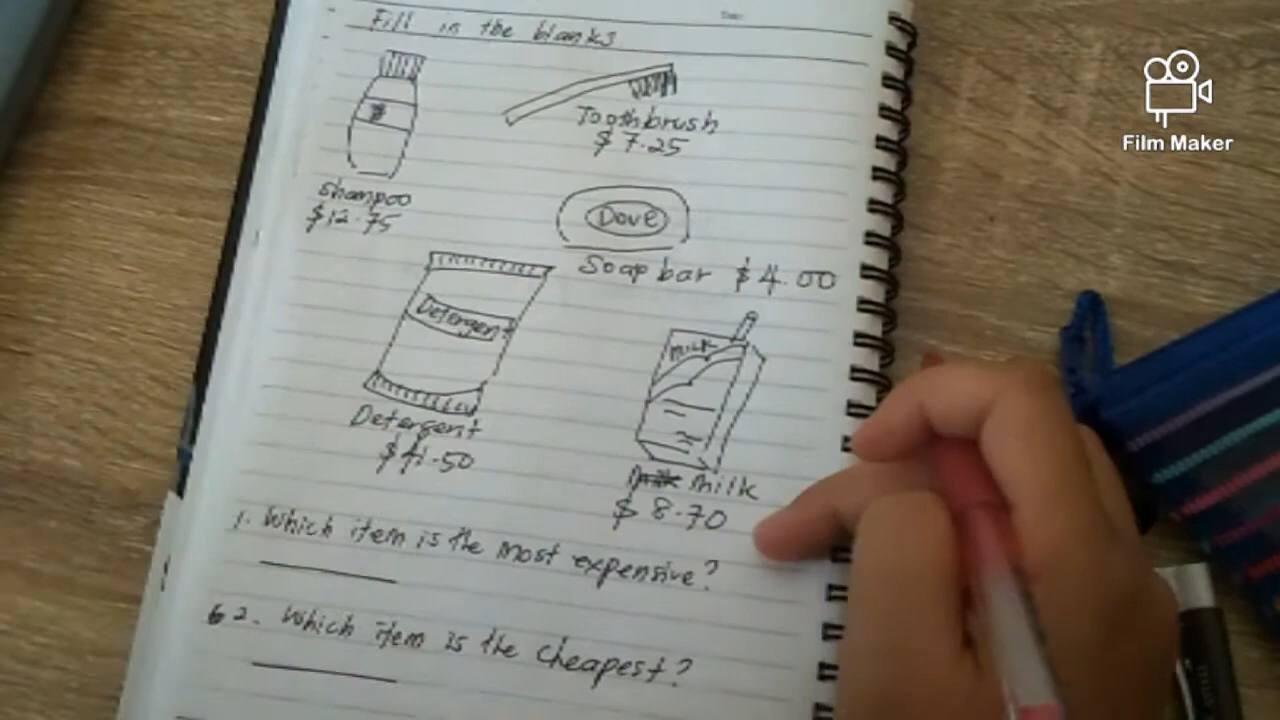 Fill in the blanks
Toothbrush
$7.25
Shampoo
$12.75
Dove
Soap bar $4.00
Detergent
milk
Detergent
milk
$8.70
1. Which item is the most expensive?
2. Which item is the cheapest?
Film Maker